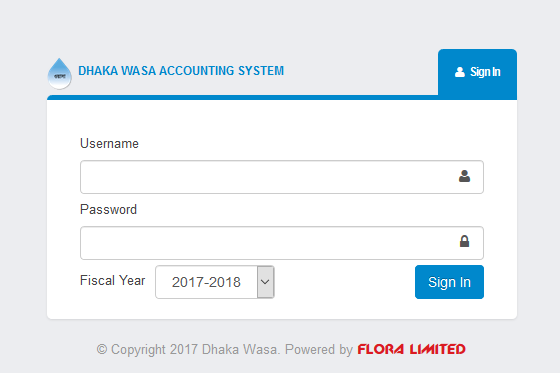 DHAKA WASA ACCOUNTING SYSTEM
Sign In
Username
Password
Fiscal Year 2017-2018 Sign In
© Copyright 2017 Dhaka Wasa. Powered by FLORA LIMITED